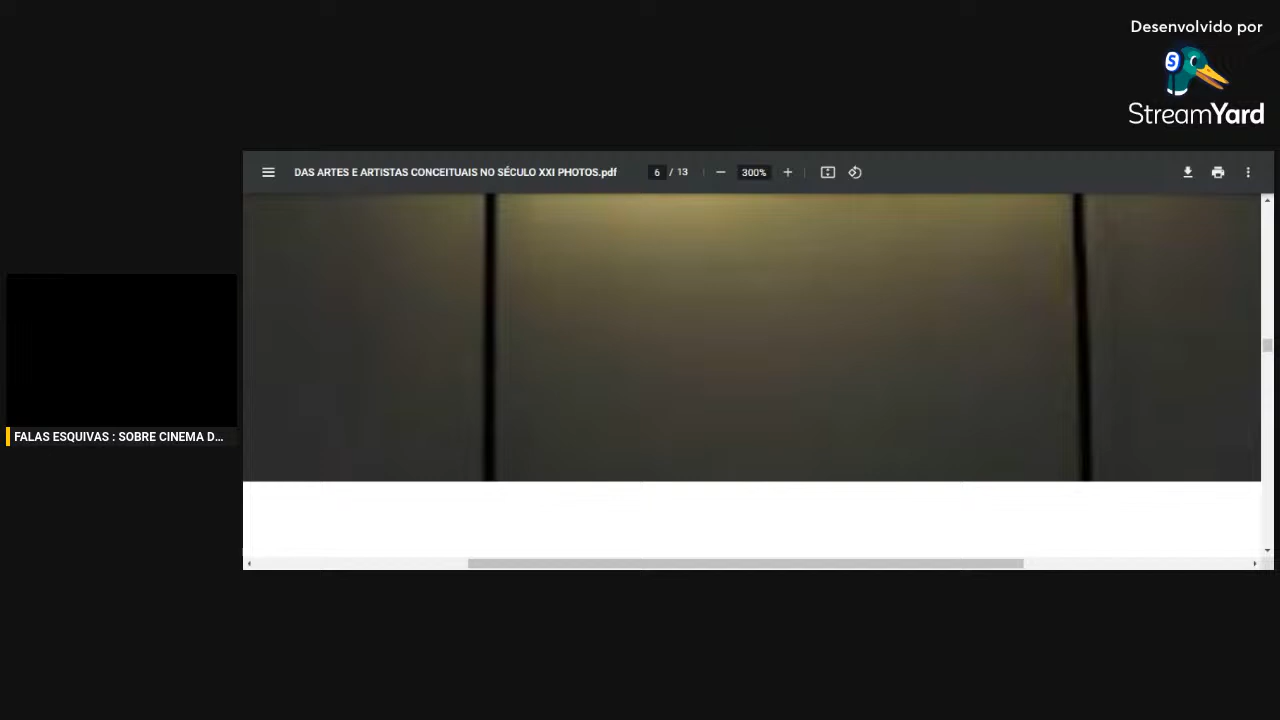 Desenvolvido por
StreamYard
DAS ARTES E ARTISTAS CONCEITUAIS NO SÉCULO XXI PHOTOS.pdf 6 / 13 300%
FALAS ESQUIVAS : SOBRE CINEMA D...